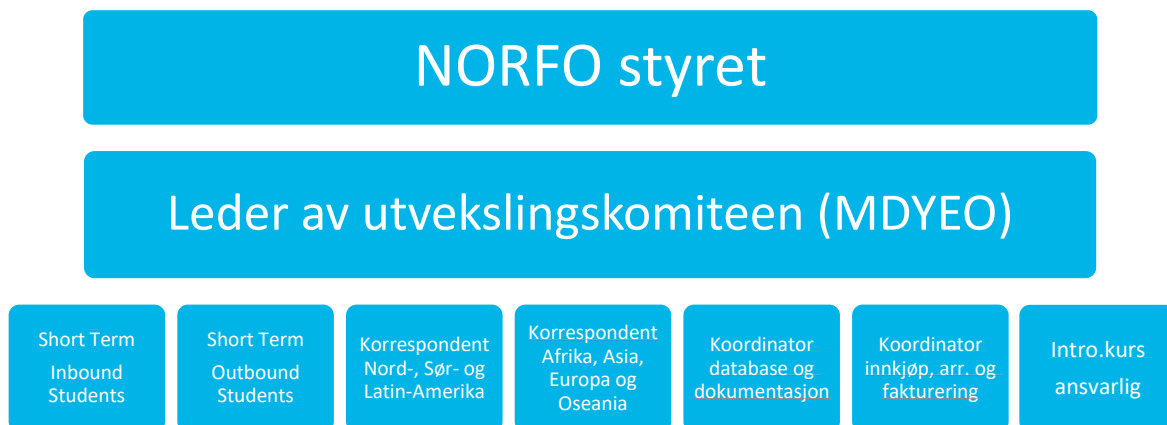 NORFO styret
Leder av utvekslingskomiteen (MDYEO)
Short Term
Inbound
Students
Short Term
Outbound
Students
Korrespondent
Nord-, Sør- og
Latin-Amerika
Korrespondent
Afrika, Asia,
Europa og
Oseania
Koordinator
database og
dokumentasjon
Koordinator
innkjøp, arr. og
fakturering
Intro.kurs
ansvarlig